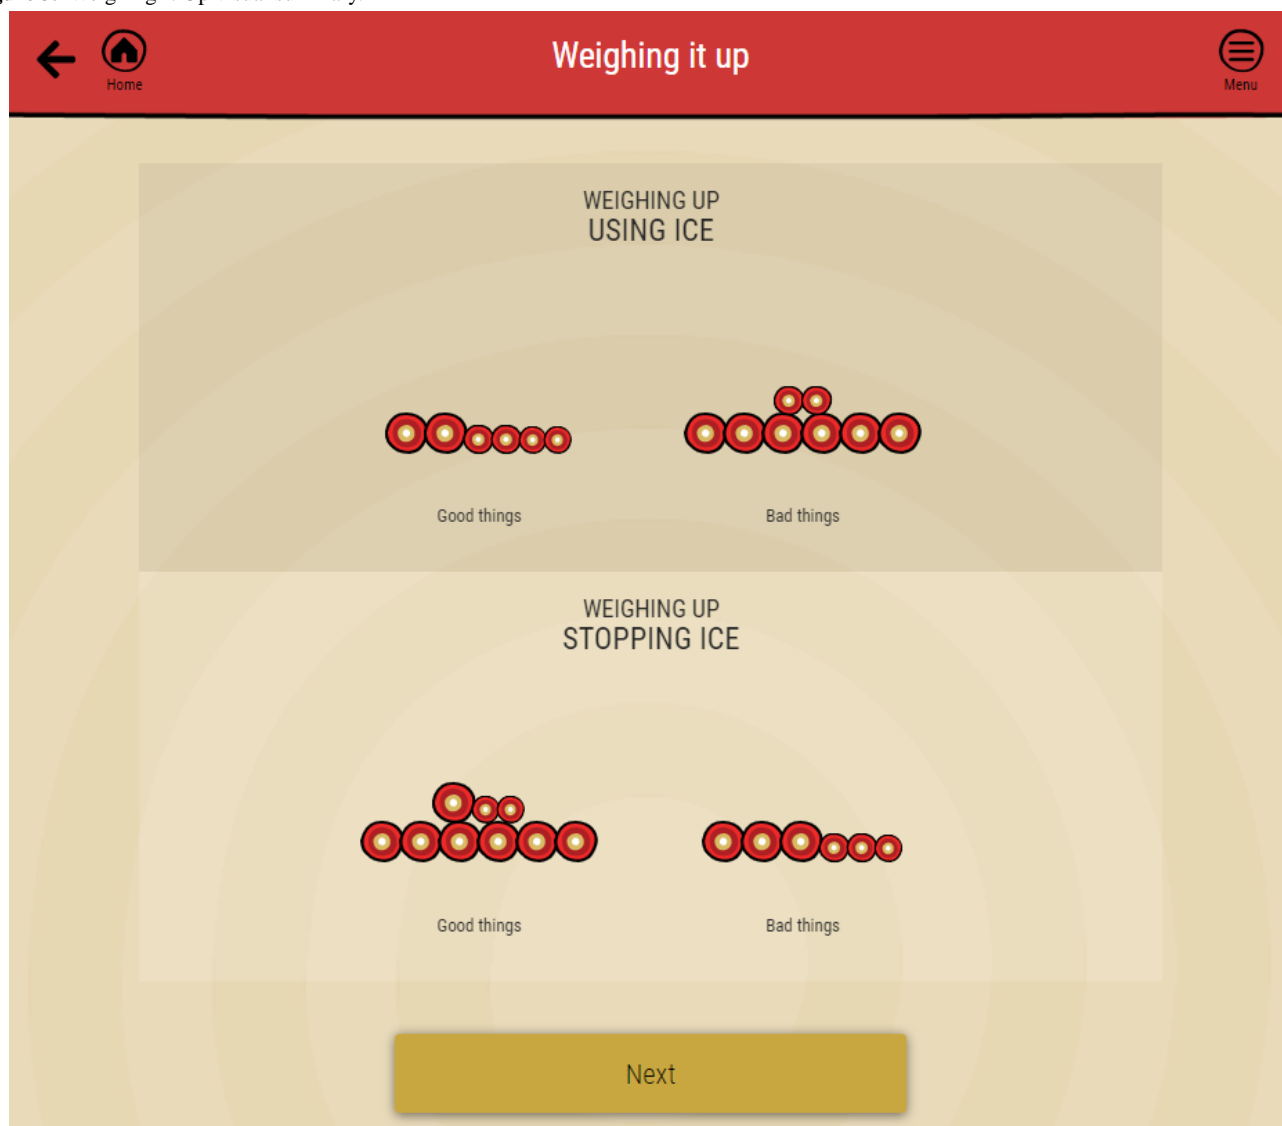 Weighing it up
Home
Menu
WEIGHING UP
USING ICE
Good things
Bad things
WEIGHING UP
STOPPING ICE
Good things
Bad things
Next